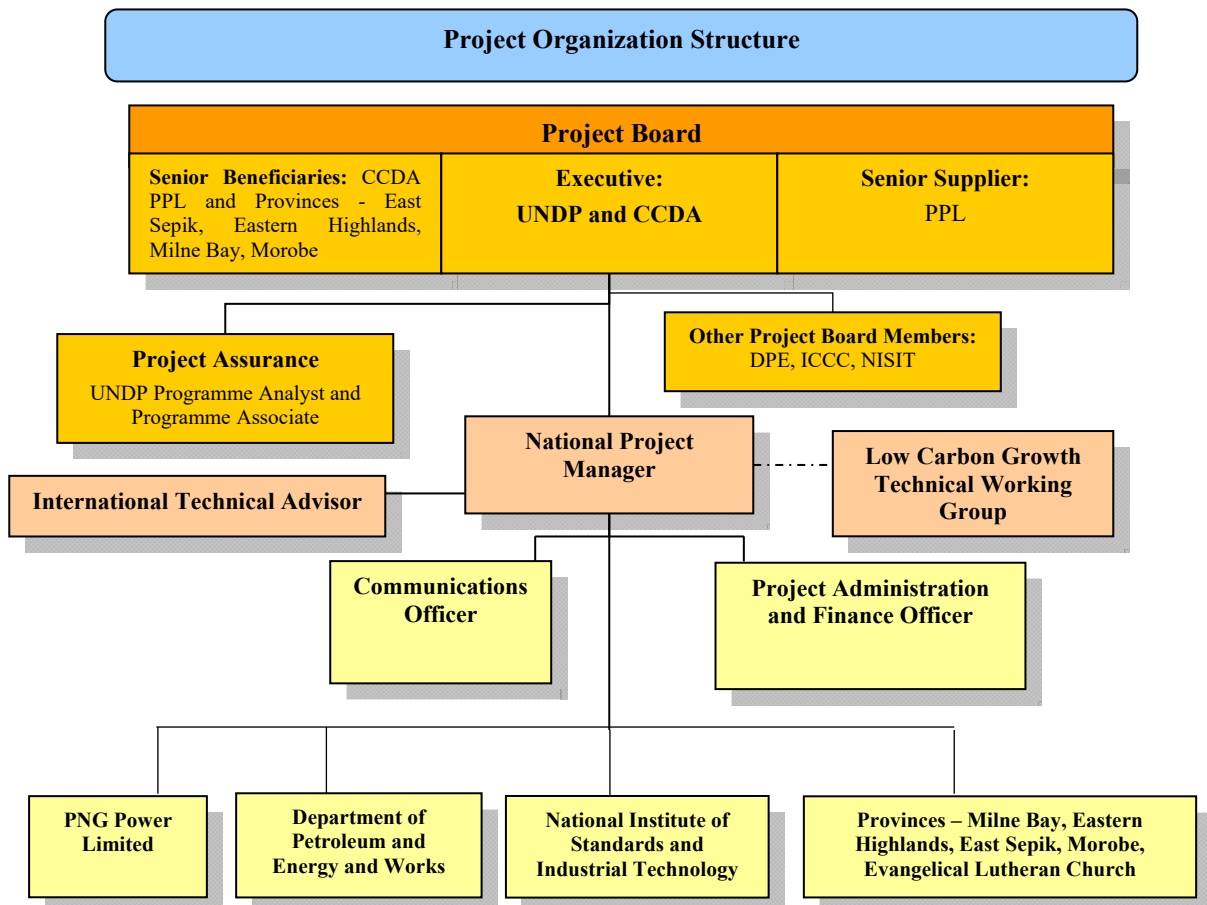 Project Organization Structure
Project Board
Senior Beneficiaries: CCDA
PPL and Provinces - East
Sepik, Eastern Highlands,
Milne Bay, Morobe
Executive:
UNDP and CCDA
Senior Supplier:
PPL
Project Assurance
UNDP Programme Analyst and
Programme Associate
Other Project Board Members:
DPE, ICCC, NISIT
National Project
Manager
Low Carbon Growth
Technical Working
Group
International Technical Advisor
Communications
Officer
Project Administration
and Finance Officer
PNG Power
Limited
Department of
Petroleum and
Energy and Works
National Institute of
Standards and
Industrial Technology
Provinces – Milne Bay, Eastern
Highlands, East Sepik, Morobe,
Evangelical Lutheran Church